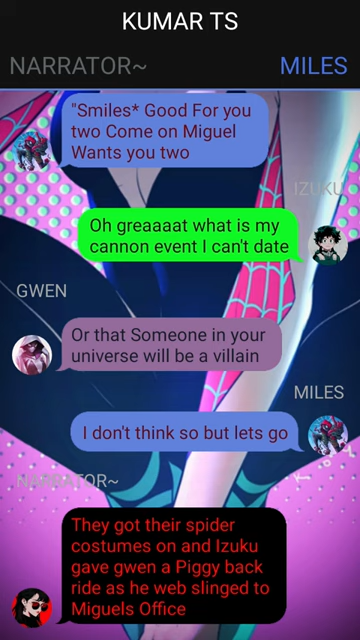 KUMAR TS
NARRATOR~ MILES
"Smiles* Good For you
two Come on Miguel
Wants you two
IZUKU
Oh greaaaat what is my
cannon event I can't date
GWEN
Or that Someone in your
universe will be a villain
MILES
I don't think so but lets go
NARRATOR~
They got their spider
costumes on and Izuku
gave gwen a Piggy back
ride as he web slinged to
Miguels Office